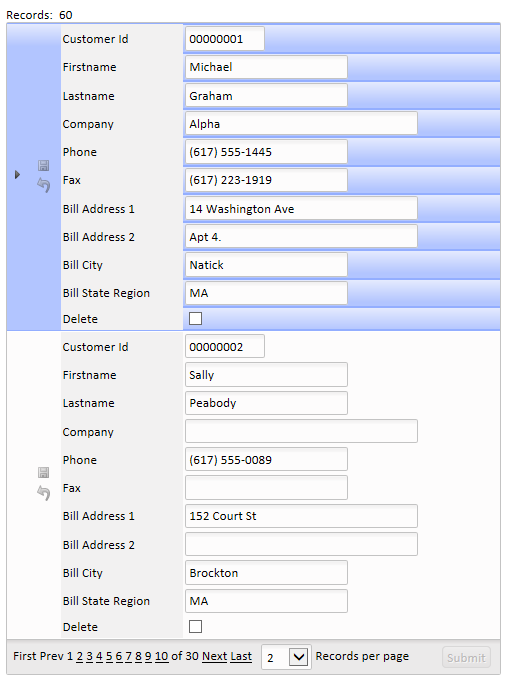 Records: 60
Customer Id 00000001
Firstname Michael
Lastname Graham
Company Alpha
Phone (617) 555-1445
Fax (617) 223-1919
Bill Address 1 14 Washington Ave
Bill Address 2 Apt 4.
Bill City Natick
Bill State Region MA
Delete
Customer Id 00000002
Firstname Sally
Lastname Peabody
Company
Phone (617) 555-0089
Fax
Bill Address 1 152 Court St
Bill Address 2
Bill City Brockton
Bill State Region MA
Delete
First Prev 1 2 3 4 5 6 7 8 9 10 of 30 Next Last 2 Records per page Submit